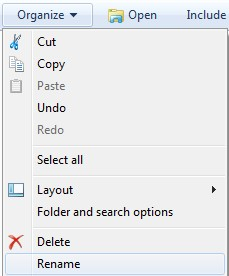 Organize Open Include
Cut
Copy
Paste
Undo
Redo
Select all
Layout
Folder and search options
Delete
Rename